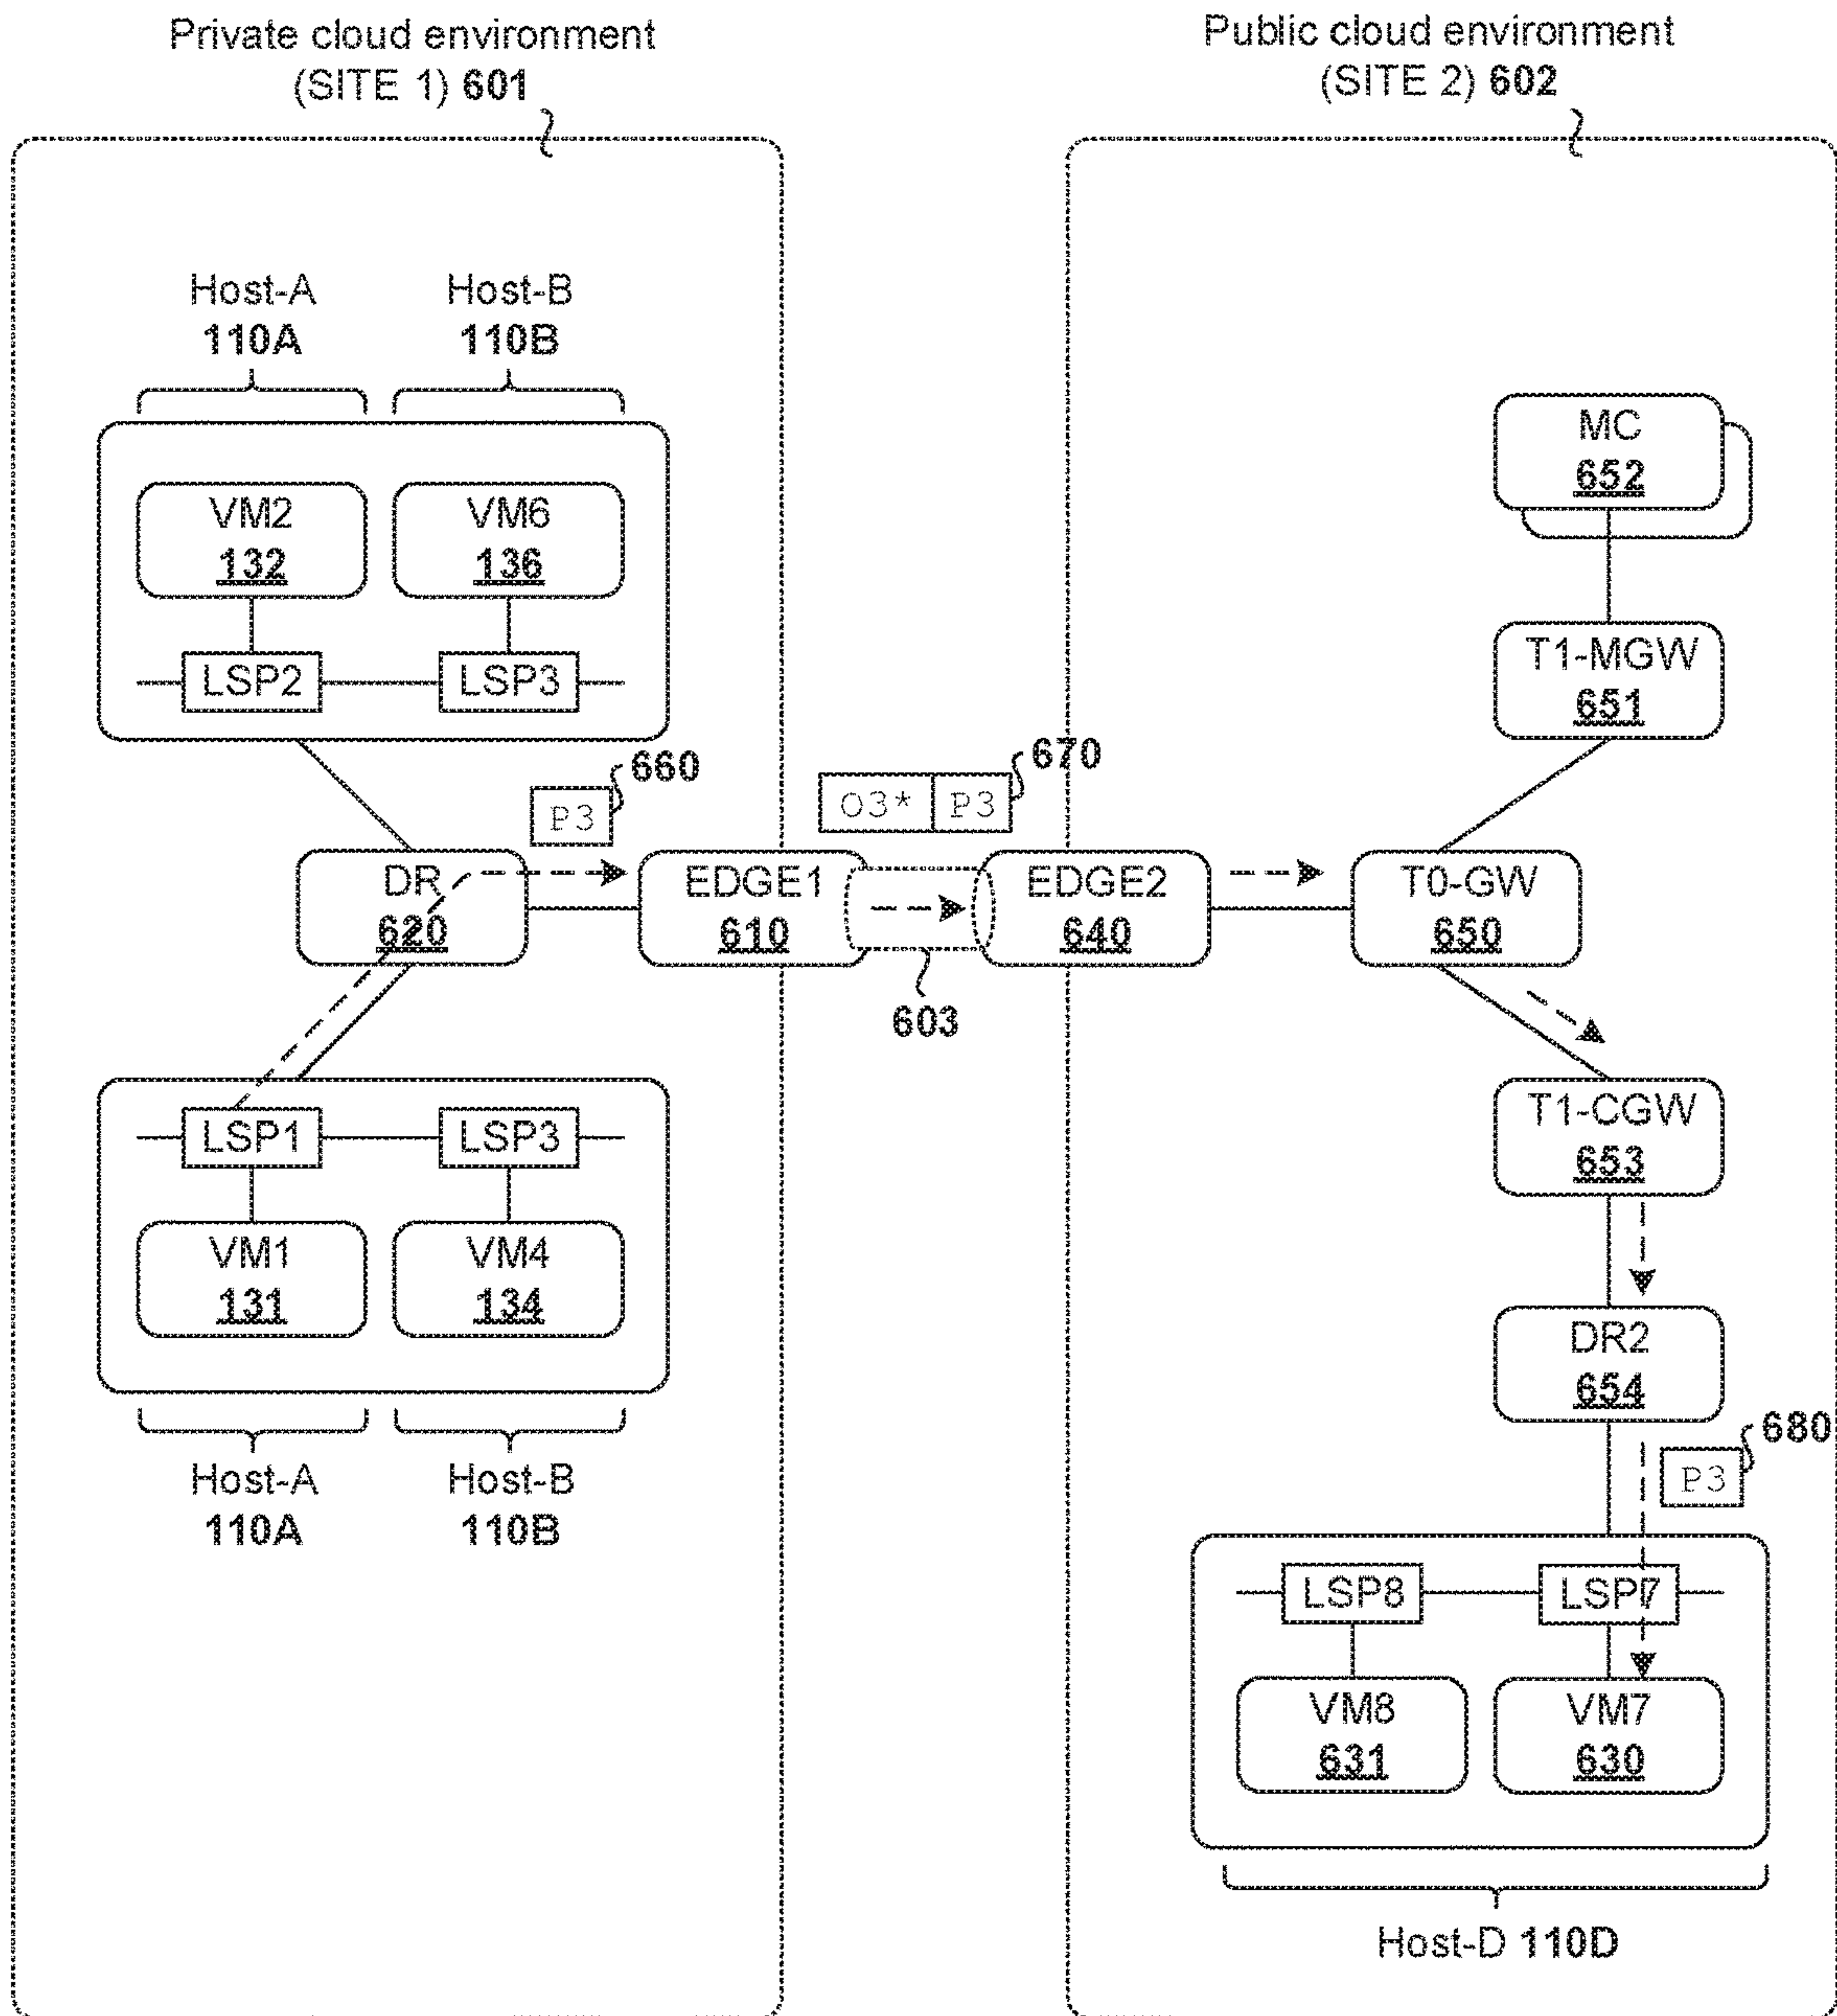 Private cloud environment
(SITE 1) 601
Public cloud environment
(SITE 2) 602
Host-A
110A
Host-B
110B
VM2
132
VM6
136
LSP2
LSP3
MC
652
T1-MGW
651
660
P3
670
O3* P3
DR
620
EDGE1
610
EDGE2
640
T0-GW
650
603
LSP1
LSP3
VM1
131
VM4
134
Host-A
110A
Host-B
110B
T1-CGW
653
DR2
654
680
P3
LSP8
LSP7
VM8
631
VM7
630
Host-D 110D